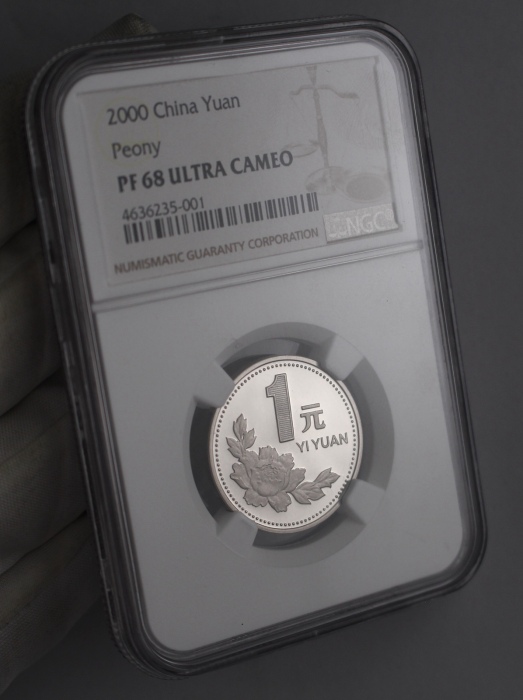 2000 China Yuan
Peony
PF 68 ULTRA CAMEO
4636235-001
NUMISMATIC GUARANTY CORPORATION
NGC
1
元
YI YUAN